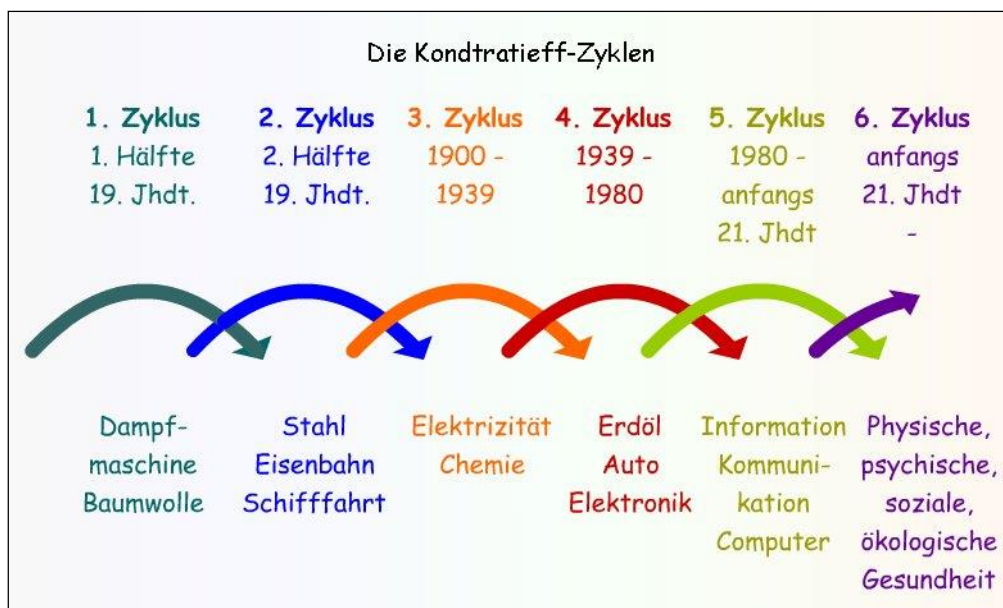 Die Kondtratieff-Zyklen
1. Zyklus
1. Hälfte
19. Jhdt.
2. Zyklus
2. Hälfte
19. Jhdt.
3. Zyklus
1900 -
1939
4. Zyklus
1939 -
1980
5. Zyklus
1980 -
anfangs
21. Jhdt
6. Zyklus
anfangs
21. Jhdt
-
Dampf-
maschine
Baumwolle
Stahl
Eisenbahn
Schifffahrt
Elektrizität
Chemie
Erdöl
Auto
Elektronik
Information
Kommuni-
kation
Computer
Physische,
psychische,
soziale,
ökologische
Gesundheit